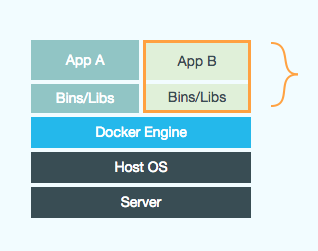 App A
App B
Bins/Libs
Bins/Libs
Docker Engine
Host OS
Server